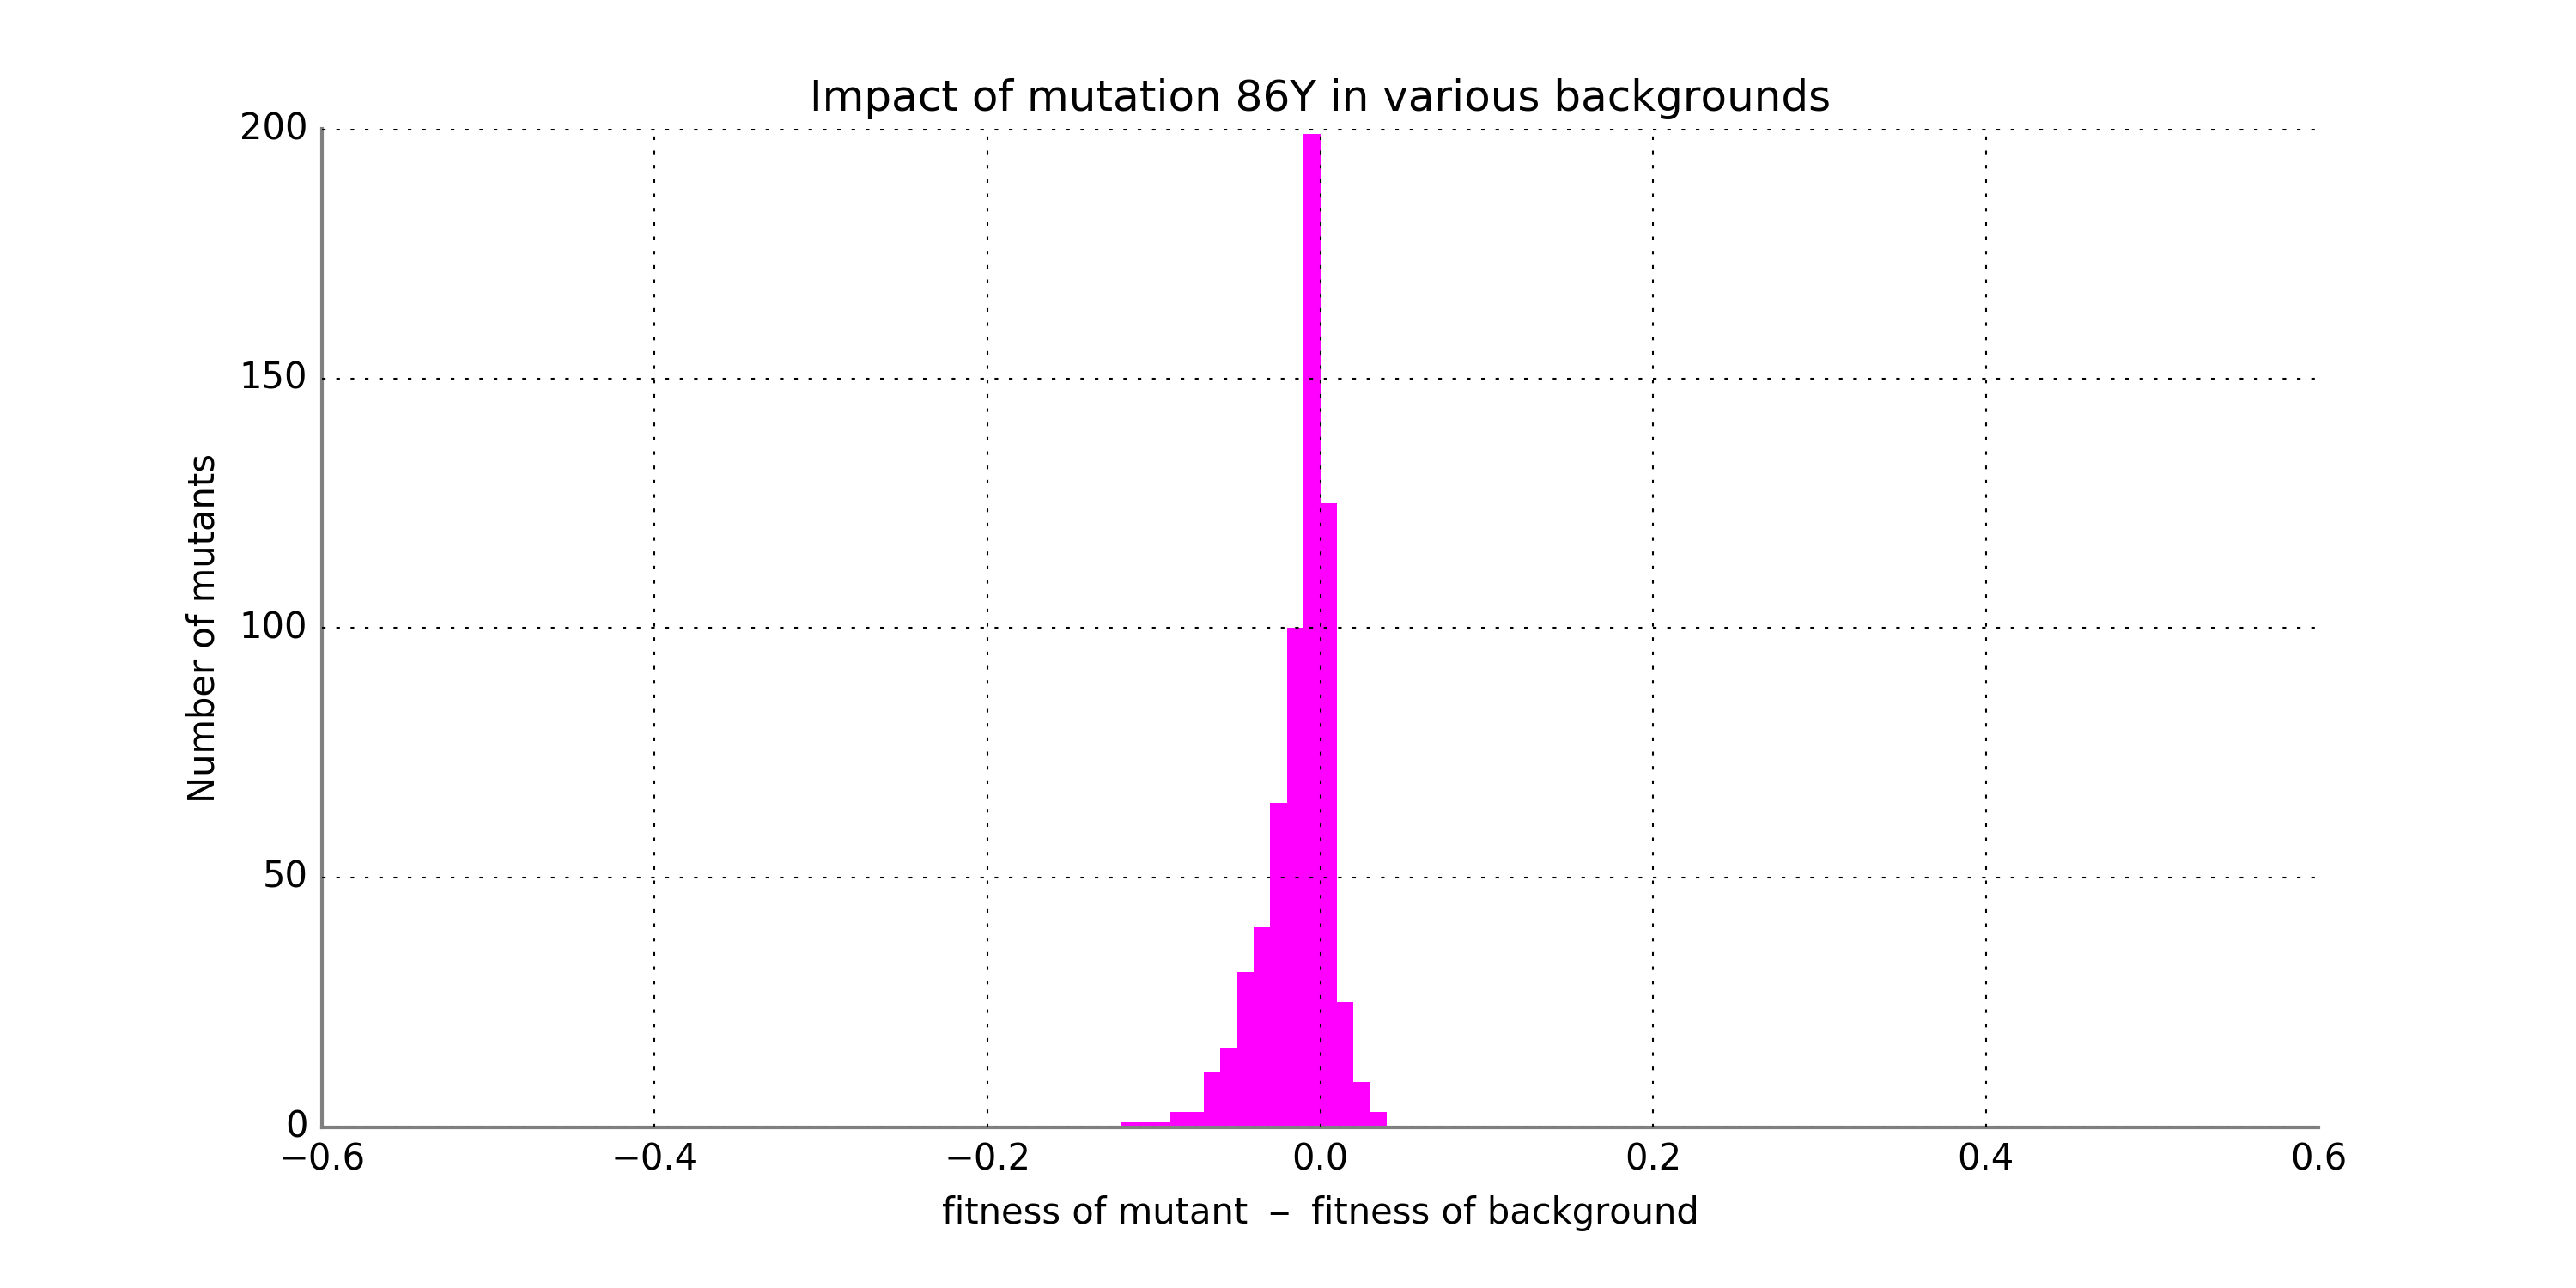 Impact of mutation 86Y in various backgrounds
200
150
100
50
0
Number of mutants
−0.6 −0.4 −0.2 0.0 0.2 0.4 0.6
fitness of mutant − fitness of background